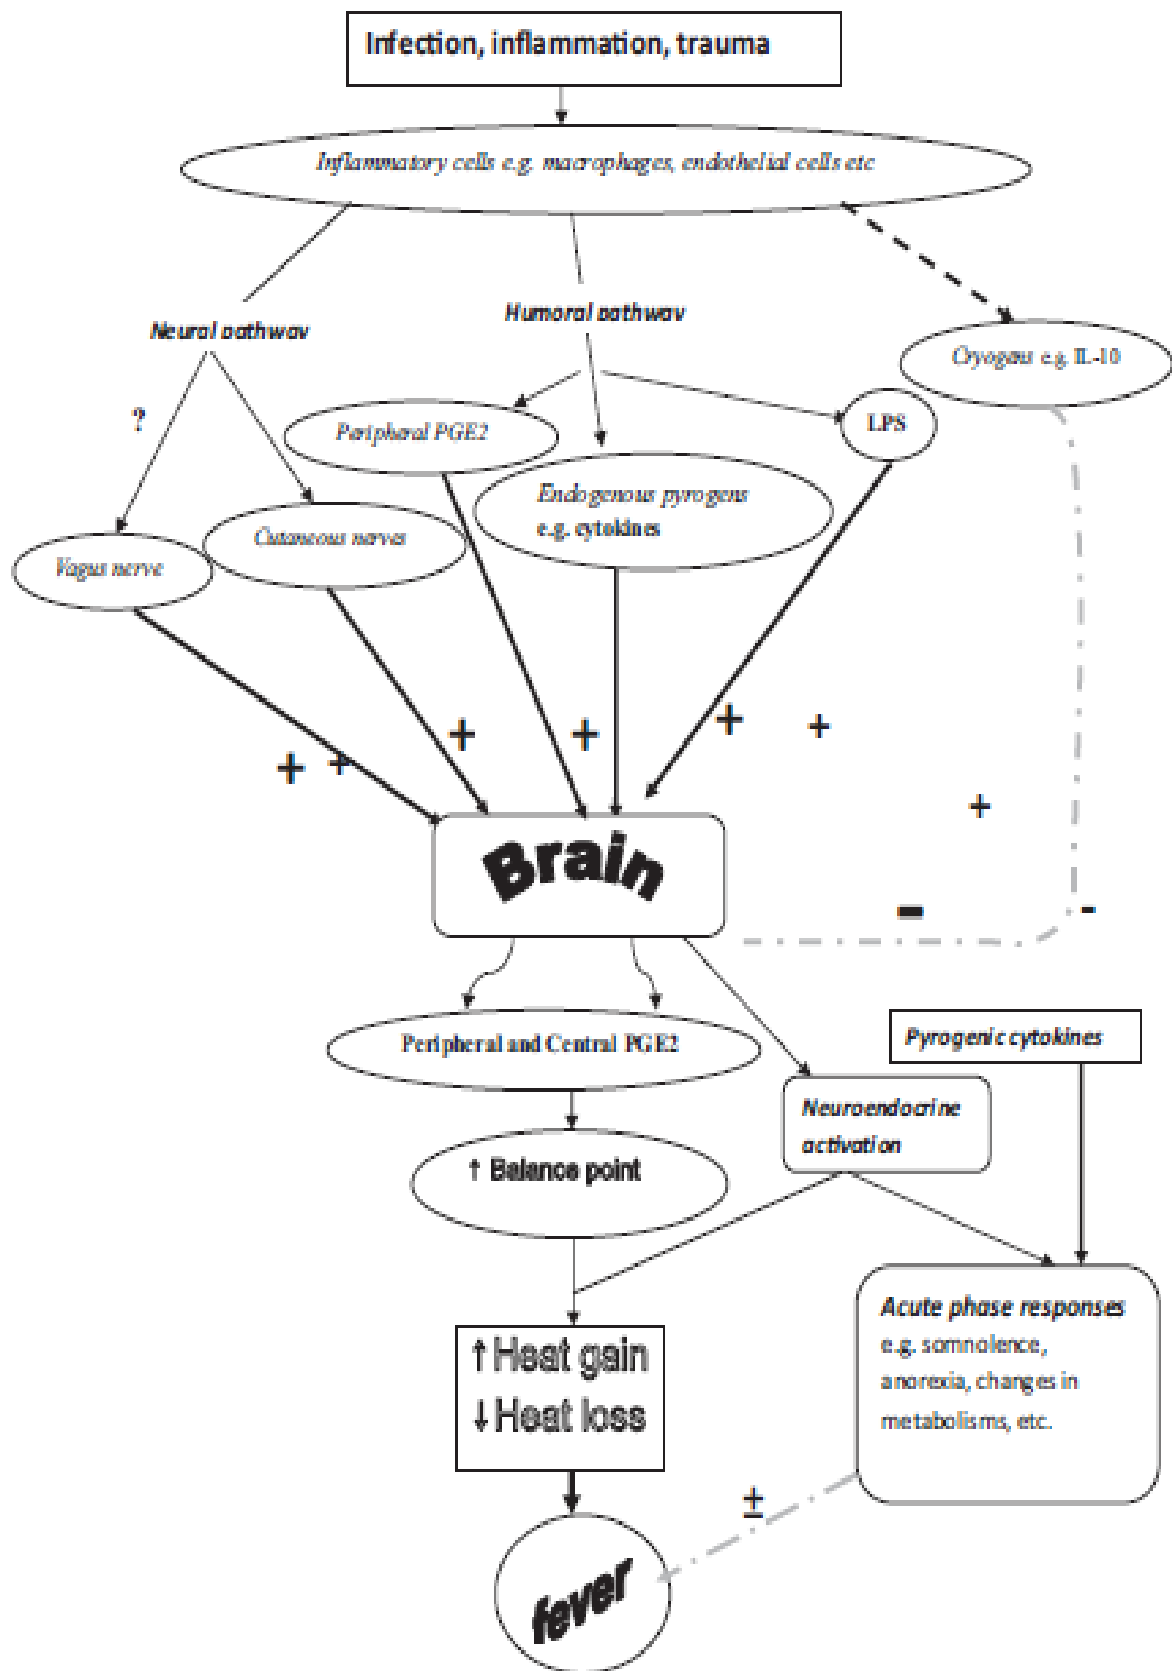 Infection, inflammation, trauma
Inflammatory cells e.g. macrophages, endothelial cells etc
Neural pathway
Humoral pathway
Cryogens e.g. IL-10
?
Peripheral PGE2
LPS
Endogenous pyrogens
e.g. cytokines
Cutaneous nerves
Vagus nerve
+ + + + + +
+
Brain
- -
Peripheral and Central PGE2
Pyrogenic cytokines
Neuroendocrine
activation
↑ Balance point
↑ Heat gain
↓ Heat loss
Acute phase responses
e.g. somnolence,
anorexia, changes in
metabolisms, etc.
±
fever